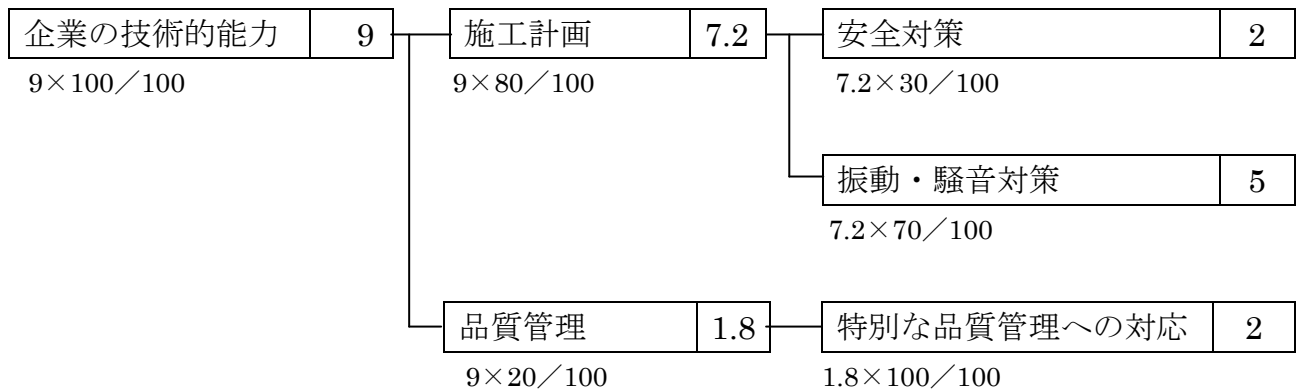 企業の技術的能力 9 施工計画 7.2 安全対策 2
9×100／100 9×80／100 7.2×30／100
振動・騒音対策 5
7.2×70／100
品質管理 1.8 特別な品質管理への対応 2
9×20／100 1.8×100／100